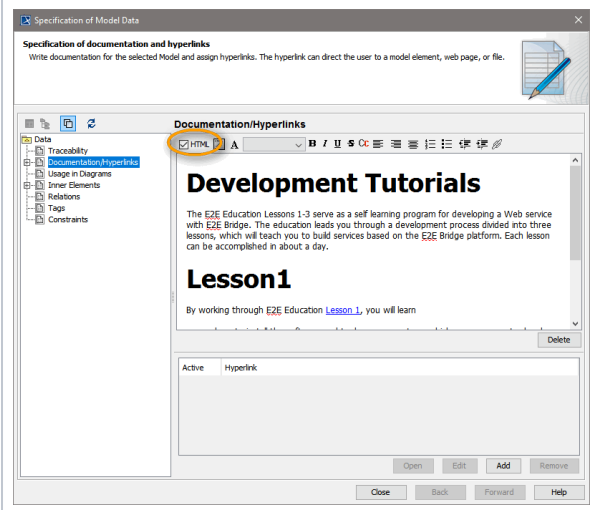 Specification of Model Data
Specification of documentation and hyperlinks
Write documentation for the selected Model and assign hyperlinks. The hyperlink can direct the user to a model element, web page, or file.
Documentation/Hyperlinks
Data
Traceability
Documentation/Hyperlinks
Usage in Diagrams
Inner Elements
Relations
Tags
Constraints
HTML A B I U S Cc
Development Tutorials
The E2E Education Lessons 1-3 serve as a self learning program for developing a Web service
with E2E Bridge. The education leads you through a development process divided into three
lessons, which will teach you to build services based on the E2E Bridge platform. Each lesson
can be accomplished in about a day.
Lesson1
By working through E2E Education Lesson 1, you will learn
Delete
Active Hyperlink
Open Edit Add Remove
Close Back Forward Help